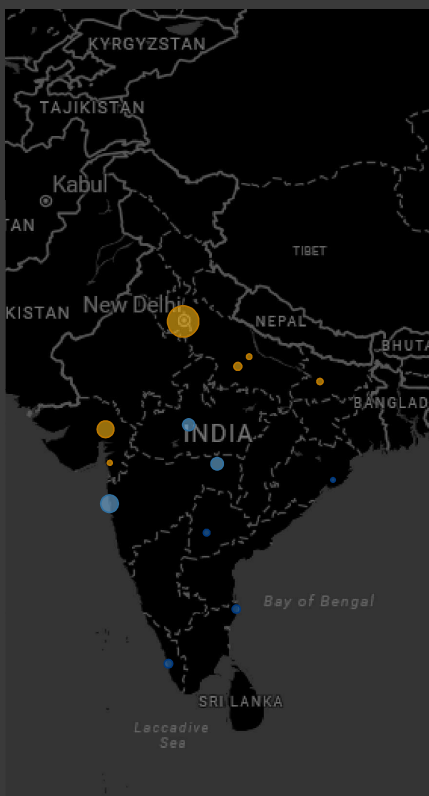 KYRGYZSTAN
TAJIKISTAN
Kabul
TAN
TIBET
New Delhi
KISTAN
NEPAL
BHUTA
BANGLAD
INDIA
Bay of Bengal
SRI LANKA
Laccadive
Sea